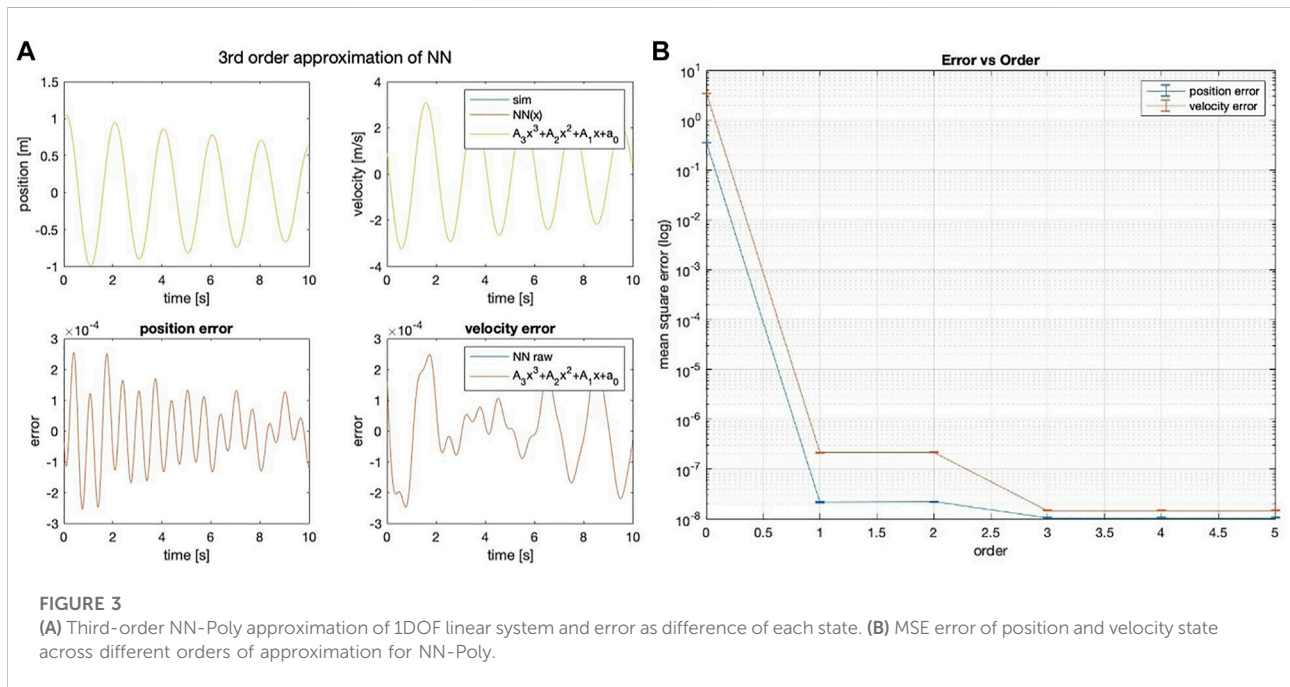 A
3rd order approximation of NN
1.5
1
0.5
0
-0.5
-1
position [m]
0 2 4 6 8 10
time [s]
4
2
0
-2
-4
velocity [m/s]
sim
NN(x)
A₃x³+A₂x²+A₁x+a₀
0 2 4 6 8 10
time [s]
×10⁻⁴
position error
3
2
1
0
-1
-2
-3
error
0 2 4 6 8 10
time [s]
×10⁻⁴
velocity error
3
2
1
0
-1
-2
-3
error
NN raw
A₃x³+A₂x²+A₁x+a₀
0 2 4 6 8 10
time [s]
B
Error vs Order
position error
velocity error
10¹
10⁰
10⁻¹
10⁻²
10⁻³
10⁻⁴
10⁻⁵
10⁻⁶
10⁻⁷
10⁻⁸
mean square error (log)
0 0.5 1 1.5 2 2.5 3 3.5 4 4.5 5
order
FIGURE 3
(A) Third-order NN-Poly approximation of 1DOF linear system and error as difference of each state. (B) MSE error of position and velocity state
across different orders of approximation for NN-Poly.